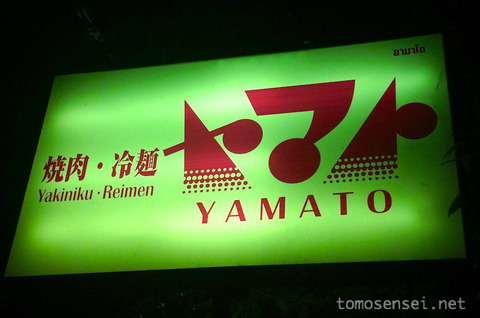 ยามาโต
焼肉・冷麺
Yakiniku・Reimen
ヤマト
YAMATO
tomosensei.net